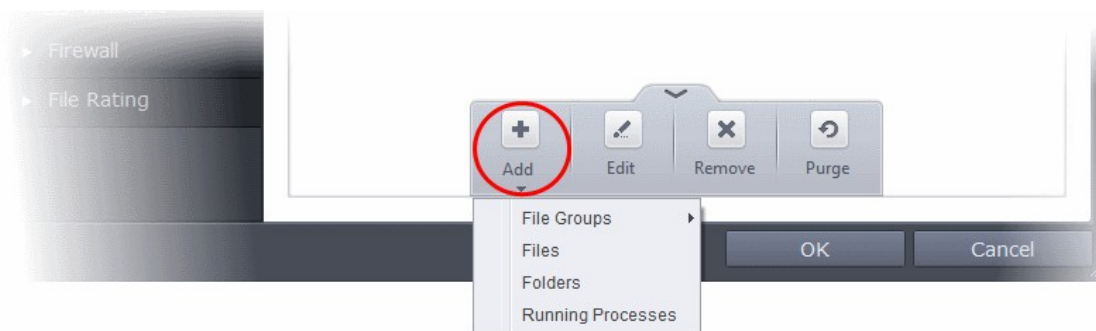 Firewall
File Rating
Add
Edit
Remove
Purge
File Groups
Files
Folders
Running Processes
OK
Cancel